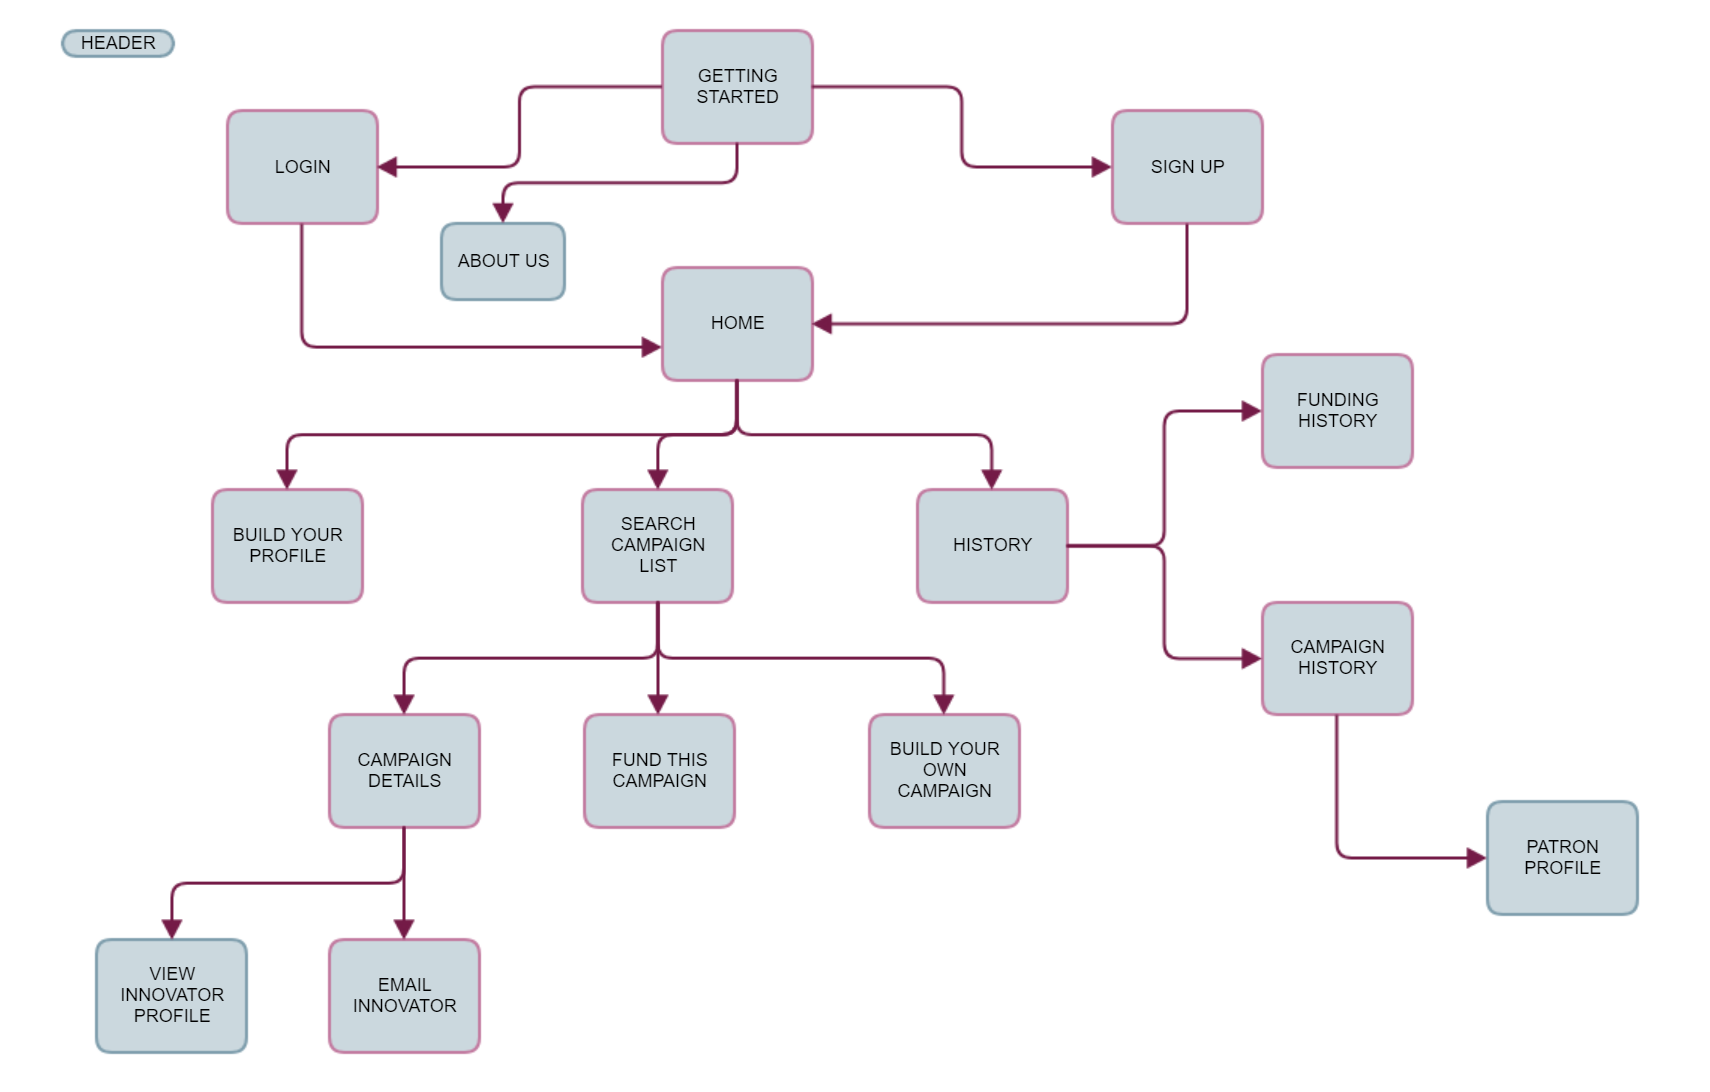 HEADER
GETTING
STARTED
LOGIN
SIGN UP
ABOUT US
HOME
FUNDING
HISTORY
BUILD YOUR
PROFILE
SEARCH
CAMPAIGN
LIST
HISTORY
CAMPAIGN
HISTORY
CAMPAIGN
DETAILS
FUND THIS
CAMPAIGN
BUILD YOUR
OWN
CAMPAIGN
PATRON
PROFILE
VIEW
INNOVATOR
PROFILE
EMAIL
INNOVATOR